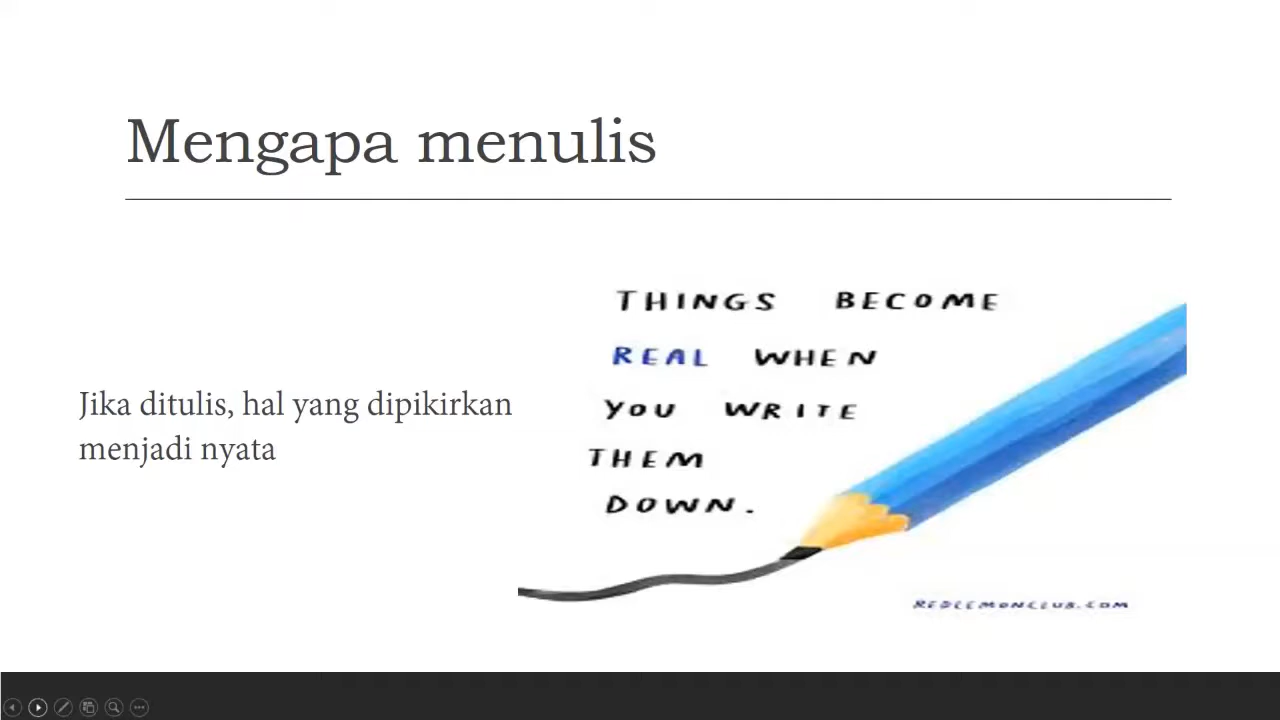 Mengapa menulis
Jika ditulis, hal yang dipikirkan
menjadi nyata
THINGS BECOME
REAL WHEN
YOU WRITE
THEM
DOWN.
REDLEMONCLUB.COM